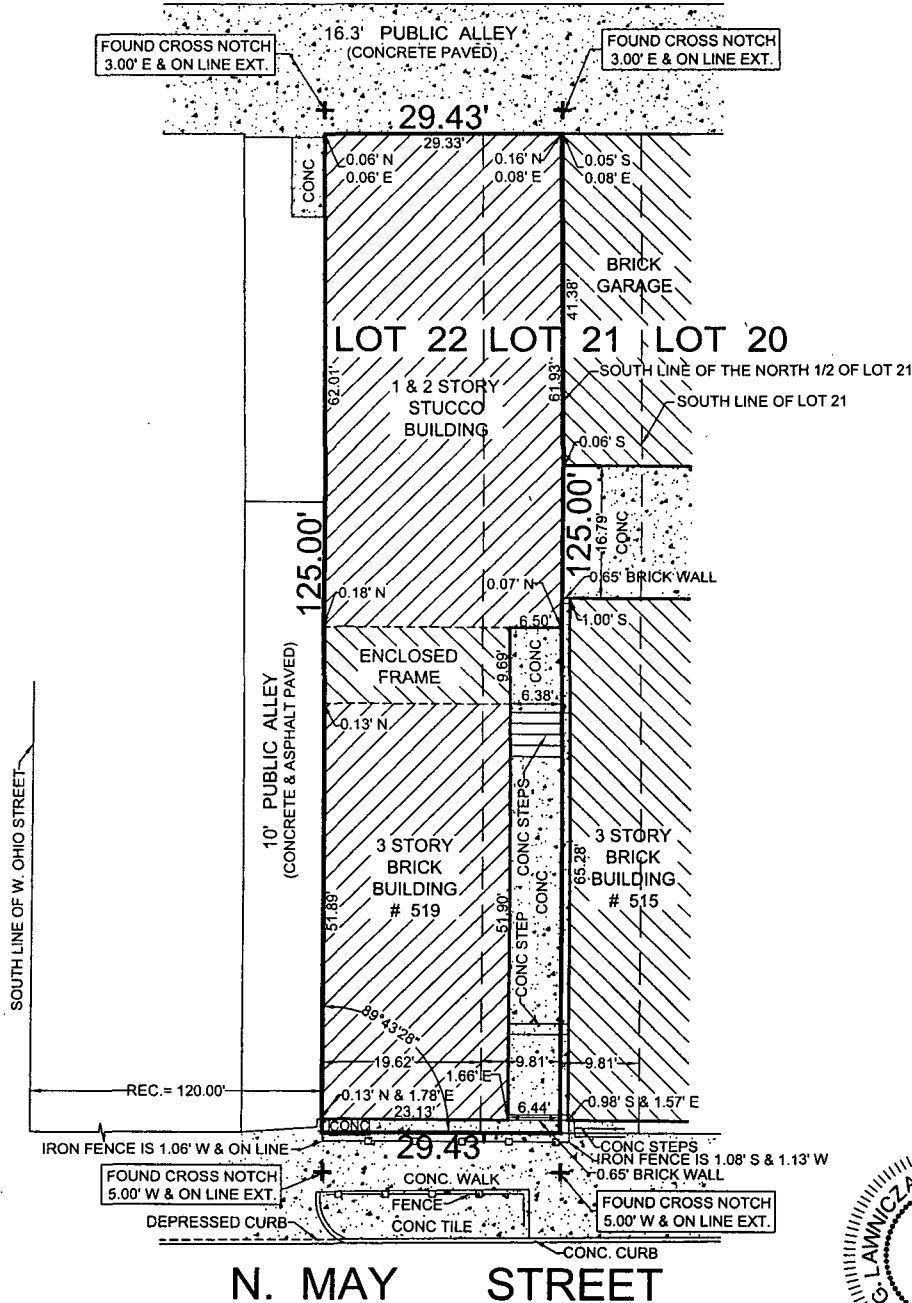 16.3' PUBLIC ALLEY
(CONCRETE PAVED)
FOUND CROSS NOTCH
3.00' E & ON LINE EXT.
FOUND CROSS NOTCH
3.00' E & ON LINE EXT.
29.43'
29.33'
CONC
0.06' N
0.06' E
0.16' N
0.08' E
0.05' S
0.08' E
BRICK
GARAGE
41.38'
LOT 22 LOT 21 LOT 20
SOUTH LINE OF THE NORTH 1/2 OF LOT 21
SOUTH LINE OF LOT 21
62.01'
1 & 2 STORY
STUCCO
BUILDING
61.93'
0.06' S
125.00'
125.00'
16.79'
CONC
0.65' BRICK WALL
0.18' N
0.07' N
1.00' S
6.50'
ENCLOSED
FRAME
9.69'
CONC
6.38'
0.13' N
10' PUBLIC ALLEY
(CONCRETE & ASPHALT PAVED)
SOUTH LINE OF W. OHIO STREET
3 STORY
BRICK
BUILDING
# 519
51.89'
51.90'
CONC STEPS
CONC
CONC STEP
65.28'
3 STORY
BRICK
BUILDING
# 515
89°43'28"
19.62'
9.81'
9.81'
REC.= 120.00'
1.66' E
0.13' N & 1.78' E
23.13'
6.44'
0.98' S & 1.57' E
CONC
IRON FENCE IS 1.06' W & ON LINE
29.43'
CONC STEPS
IRON FENCE IS 1.08' S & 1.13' W
0.65' BRICK WALL
FOUND CROSS NOTCH
5.00' W & ON LINE EXT.
CONC. WALK
FENCE
CONC TILE
FOUND CROSS NOTCH
5.00' W & ON LINE EXT.
DEPRESSED CURB
CONC. CURB
N. MAY STREET
G. LAWNICZA